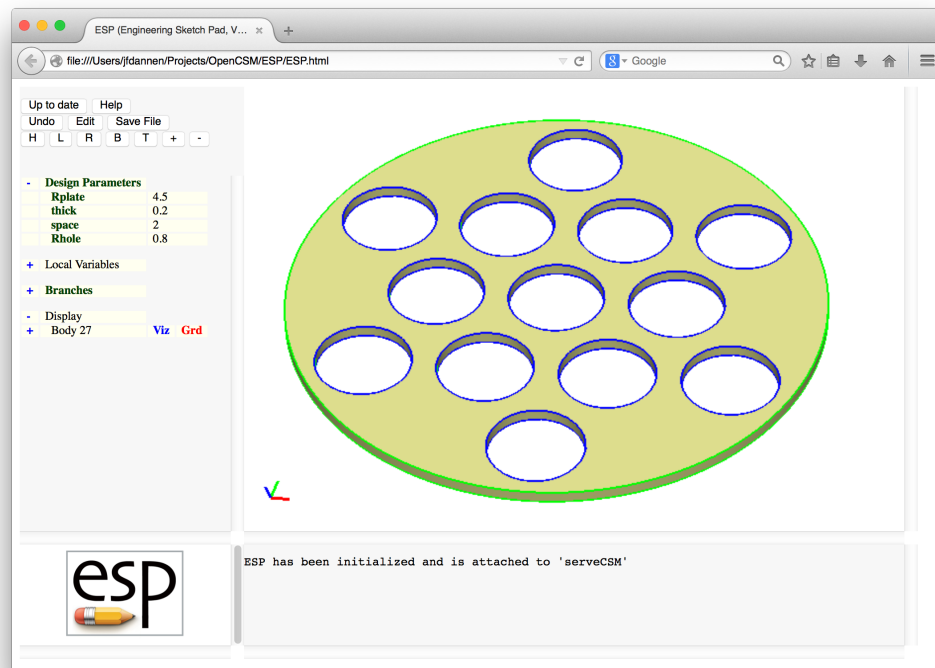 ESP (Engineering Sketch Pad, V... × +
file:///Users/jfdannen/Projects/OpenCSM/ESP/ESP.html
8 Google
Up to date Help
Undo Edit Save File
H L R B T + -
- Design Parameters
Rplate 4.5
thick 0.2
space 2
Rhole 0.8
+ Local Variables
+ Branches
- Display
+ Body 27 Viz Grd
esp
ESP has been initialized and is attached to 'serveCSM'